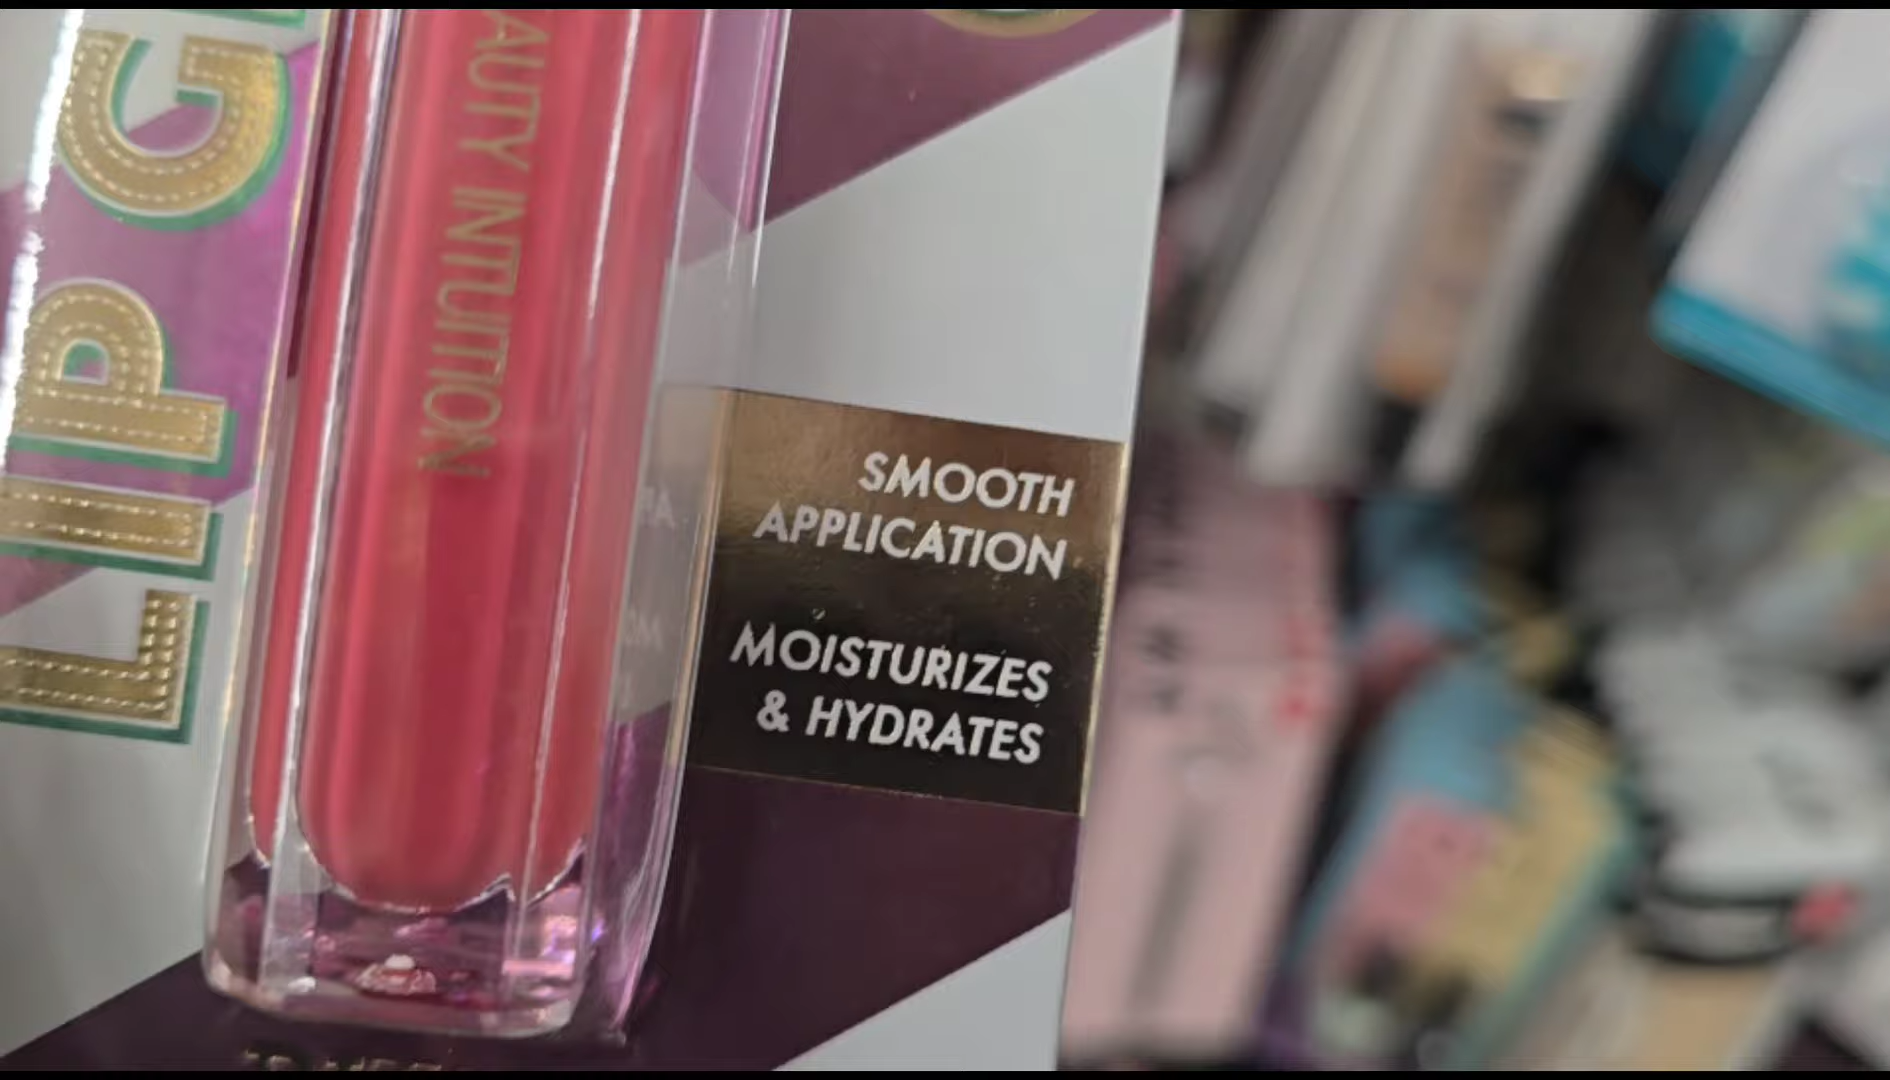 LIP G
AUTY INTUITION
SMOOTH
APPLICATION
MOISTURIZES
& HYDRATES